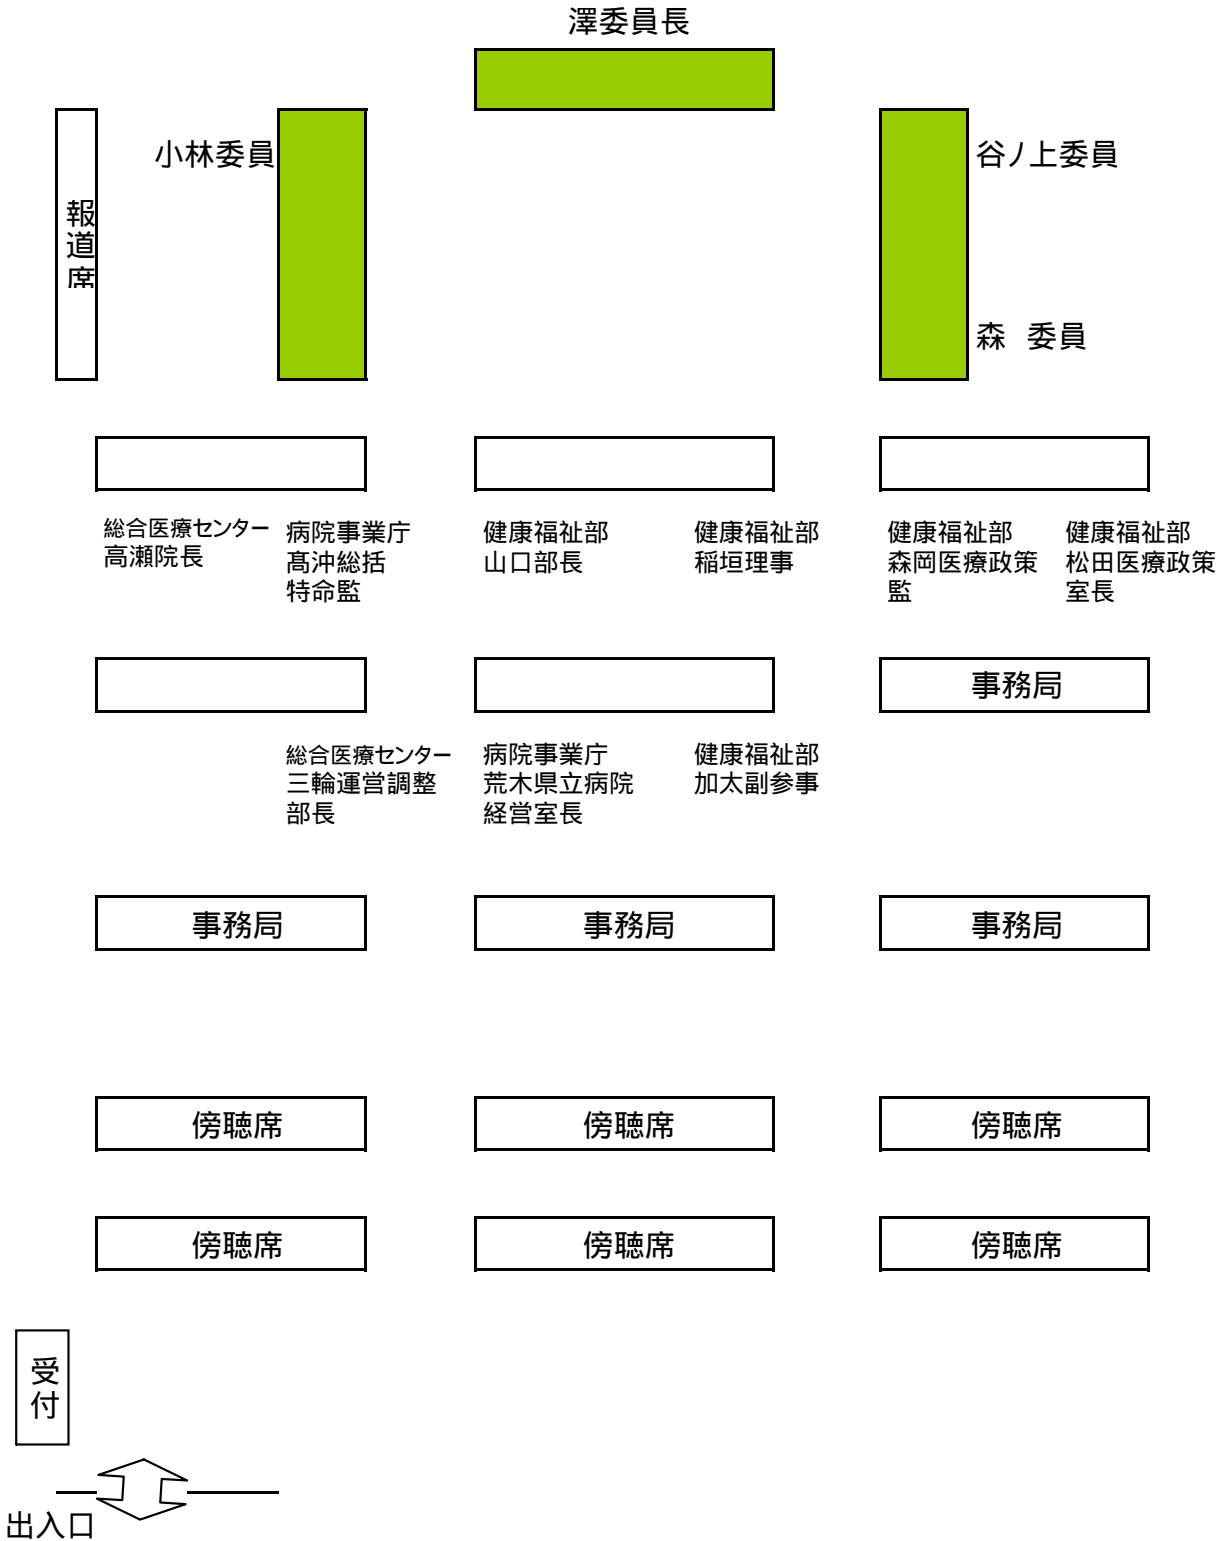 澤委員長
小林委員
谷ノ上委員
報道席
森　委員
総合医療センター
高瀬院長
病院事業庁
髙沖総括
特命監
健康福祉部
山口部長
健康福祉部
稲垣理事
健康福祉部
森岡医療政策
監
健康福祉部
松田医療政策
室長
事務局
総合医療センター
三輪運営調整
部長
病院事業庁
荒木県立病院
経営室長
健康福祉部
加太副参事
事務局
事務局
事務局
傍聴席
傍聴席
傍聴席
傍聴席
傍聴席
傍聴席
受付
出入口